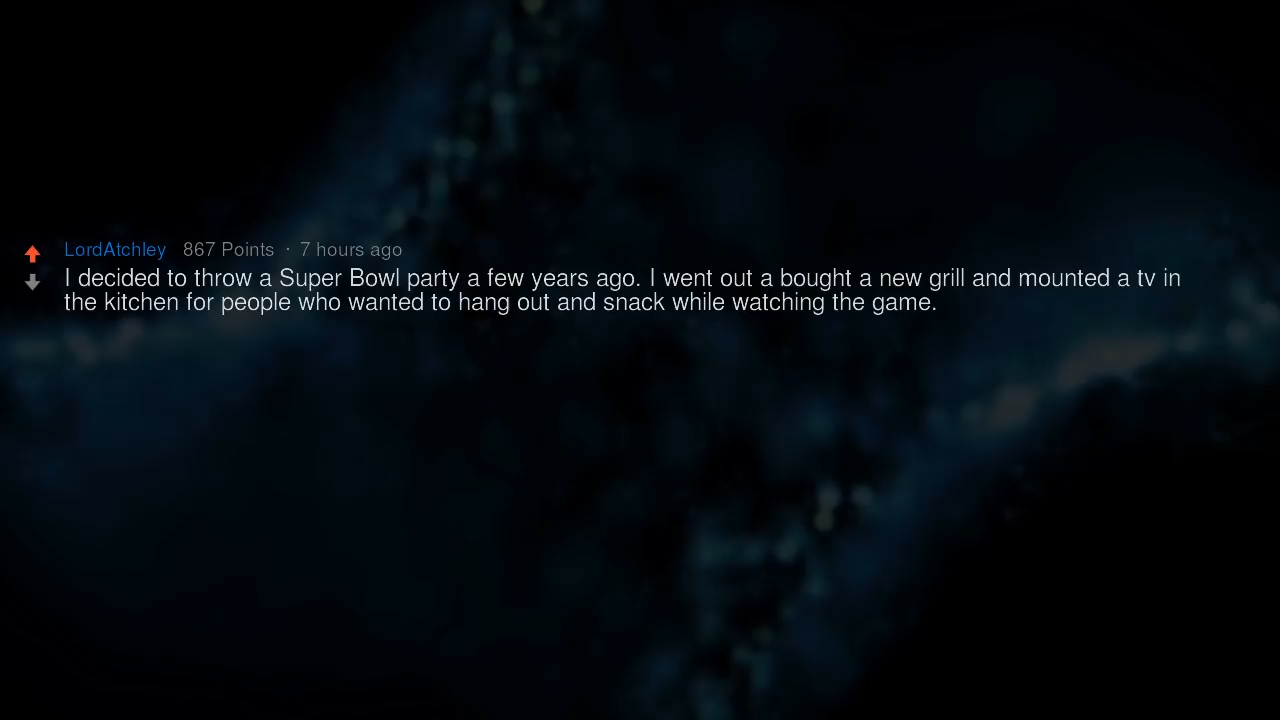 LordAtchley 867 Points · 7 hours ago
I decided to throw a Super Bowl party a few years ago. I went out a bought a new grill and mounted a tv in
the kitchen for people who wanted to hang out and snack while watching the game.